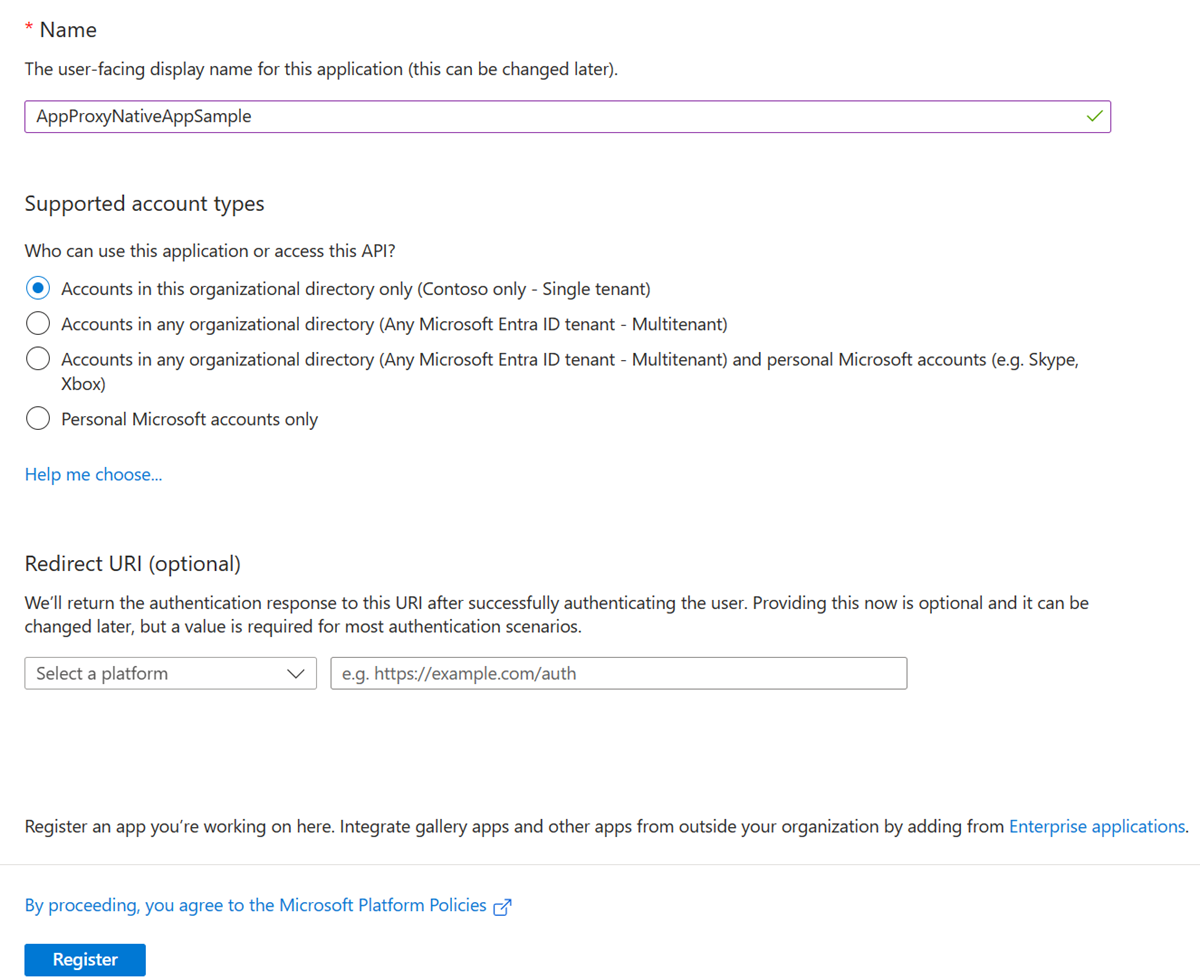 * Name
The user-facing display name for this application (this can be changed later).
AppProxyNativeAppSample
Supported account types
Who can use this application or access this API?
Accounts in this organizational directory only (Contoso only - Single tenant)
Accounts in any organizational directory (Any Microsoft Entra ID tenant - Multitenant)
Accounts in any organizational directory (Any Microsoft Entra ID tenant - Multitenant) and personal Microsoft accounts (e.g. Skype,
Xbox)
Personal Microsoft accounts only
Help me choose...
Redirect URI (optional)
We’ll return the authentication response to this URI after successfully authenticating the user. Providing this now is optional and it can be
changed later, but a value is required for most authentication scenarios.
Select a platform
e.g. https://example.com/auth
Register an app you’re working on here. Integrate gallery apps and other apps from outside your organization by adding from Enterprise applications.
By proceeding, you agree to the Microsoft Platform Policies
Register